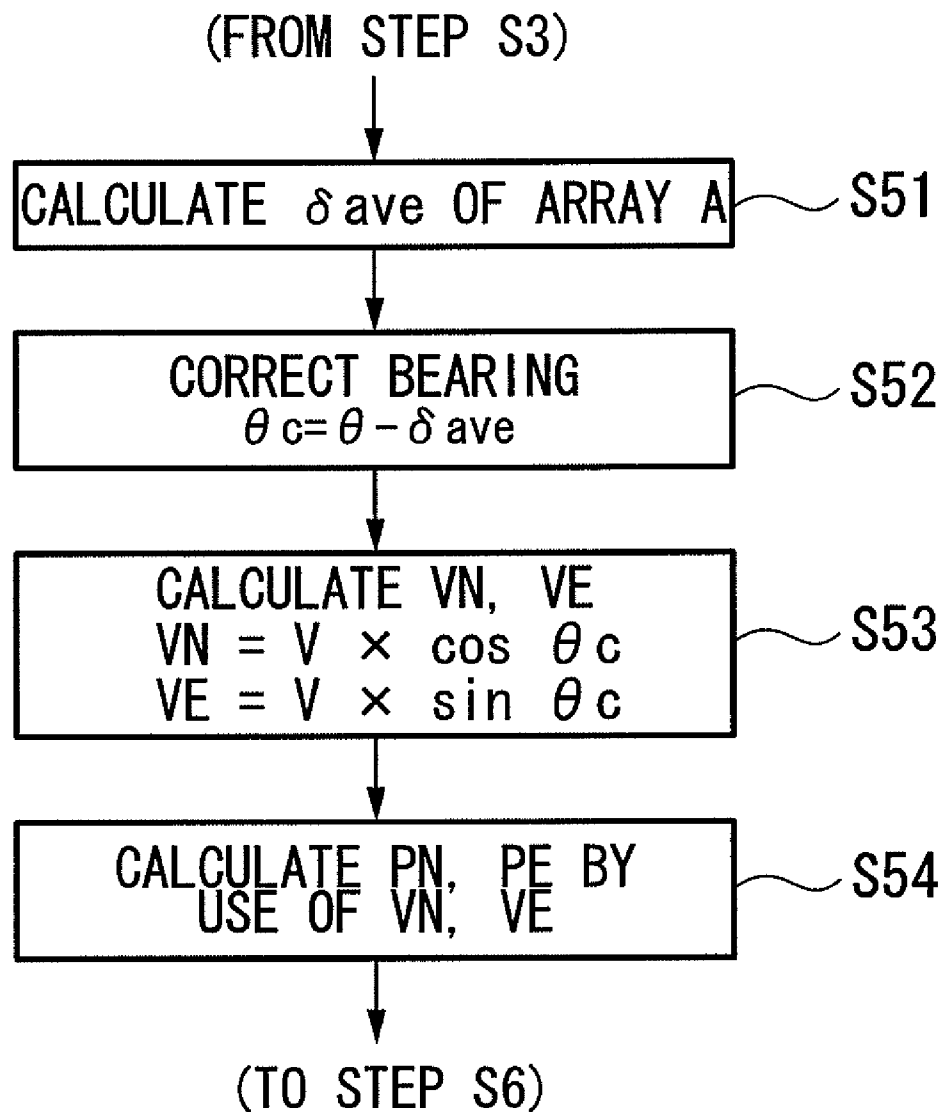 (FROM STEP S3)
CALCULATE δave OF ARRAY A
S51
CORRECT BEARING
θc=θ-δave
S52
CALCULATE VN, VE
VN = V × cos θc
VE = V × sin θc
S53
CALCULATE PN, PE BY
USE OF VN, VE
S54
(TO STEP S6)